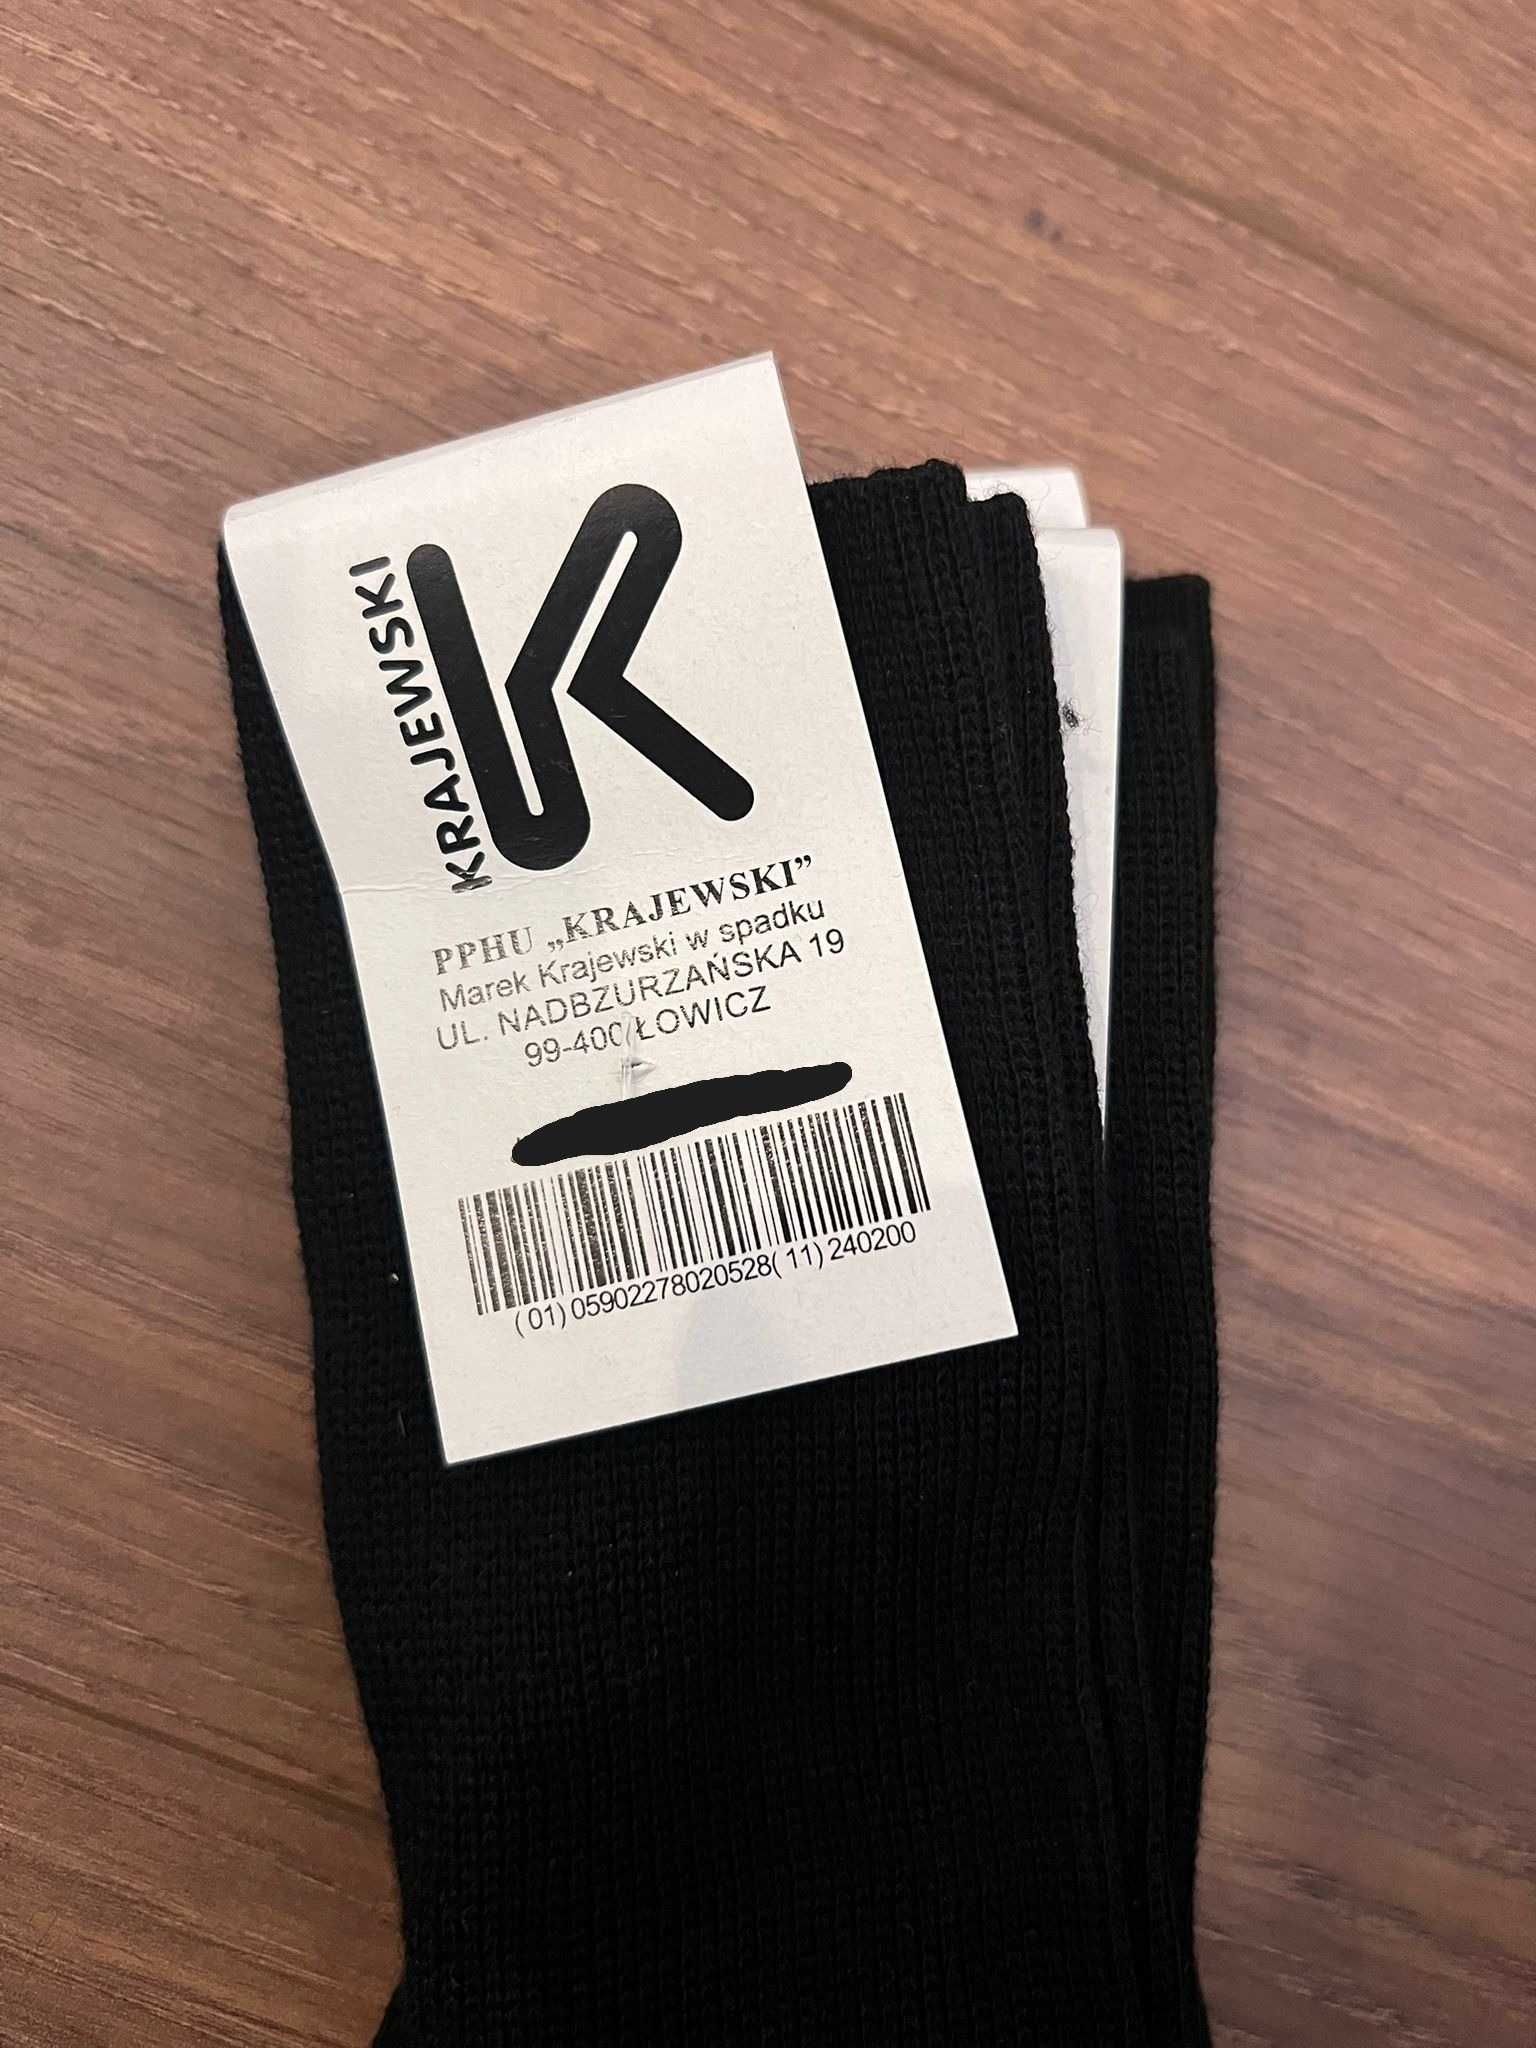 KRAJEWSKI
K
PPHU „KRAJEWSKI”
Marek Krajewski w spadku
UL. NADBZURZAŃSKA 19
99-400 ŁOWICZ
(01)05902278020528(11)240200